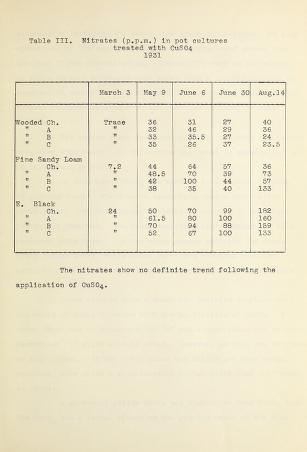 Table III. Nitrates (p.p.m.) in pot cultures
treated with CuSO4
1931
March 3 May 9 June 6 June 30 Aug.14
Wooded Ch. Trace 36 31 27 40
" A " 32 46 29 36
" B " 33 35.5 27 24
" C " 35 26 37 23.5
Fine Sandy Loam
Ch. 7.2 44 64 57 36
" A " 48.5 70 39 73
" B " 42 100 44 57
" C " 38 35 40 133
E. Black
Ch. 24 50 70 99 182
" A " 61.5 80 100 160
" B " 70 94 88 159
" C " 52 67 100 133
The nitrates show no definite trend following the
application of CuSO4.